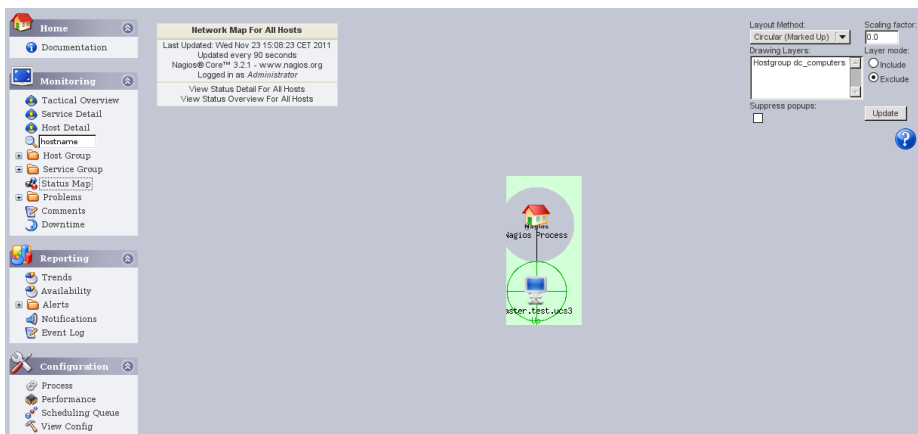 Home
Documentation
Monitoring
Tactical Overview
Service Detail
Host Detail
hostname
Host Group
Service Group
Status Map
Problems
Comments
Downtime
Reporting
Trends
Availability
Alerts
Notifications
Event Log
Configuration
Process
Performance
Scheduling Queue
View Config
Network Map For All Hosts
Last Updated: Wed Nov 23 15:08:23 CET 2011
Updated every 90 seconds
Nagios® Core™ 3.2.1 - www.nagios.org
Logged in as Administrator
View Status Detail For All Hosts
View Status Overview For All Hosts
Nagios
Nagios Process
aster.test.ucs3
Up
Layout Method:
Circular (Marked Up)
Drawing Layers:
Hostgroup dc_computers
Suppress popups:
Scaling factor:
0.0
Layer mode:
Include
Exclude
Update